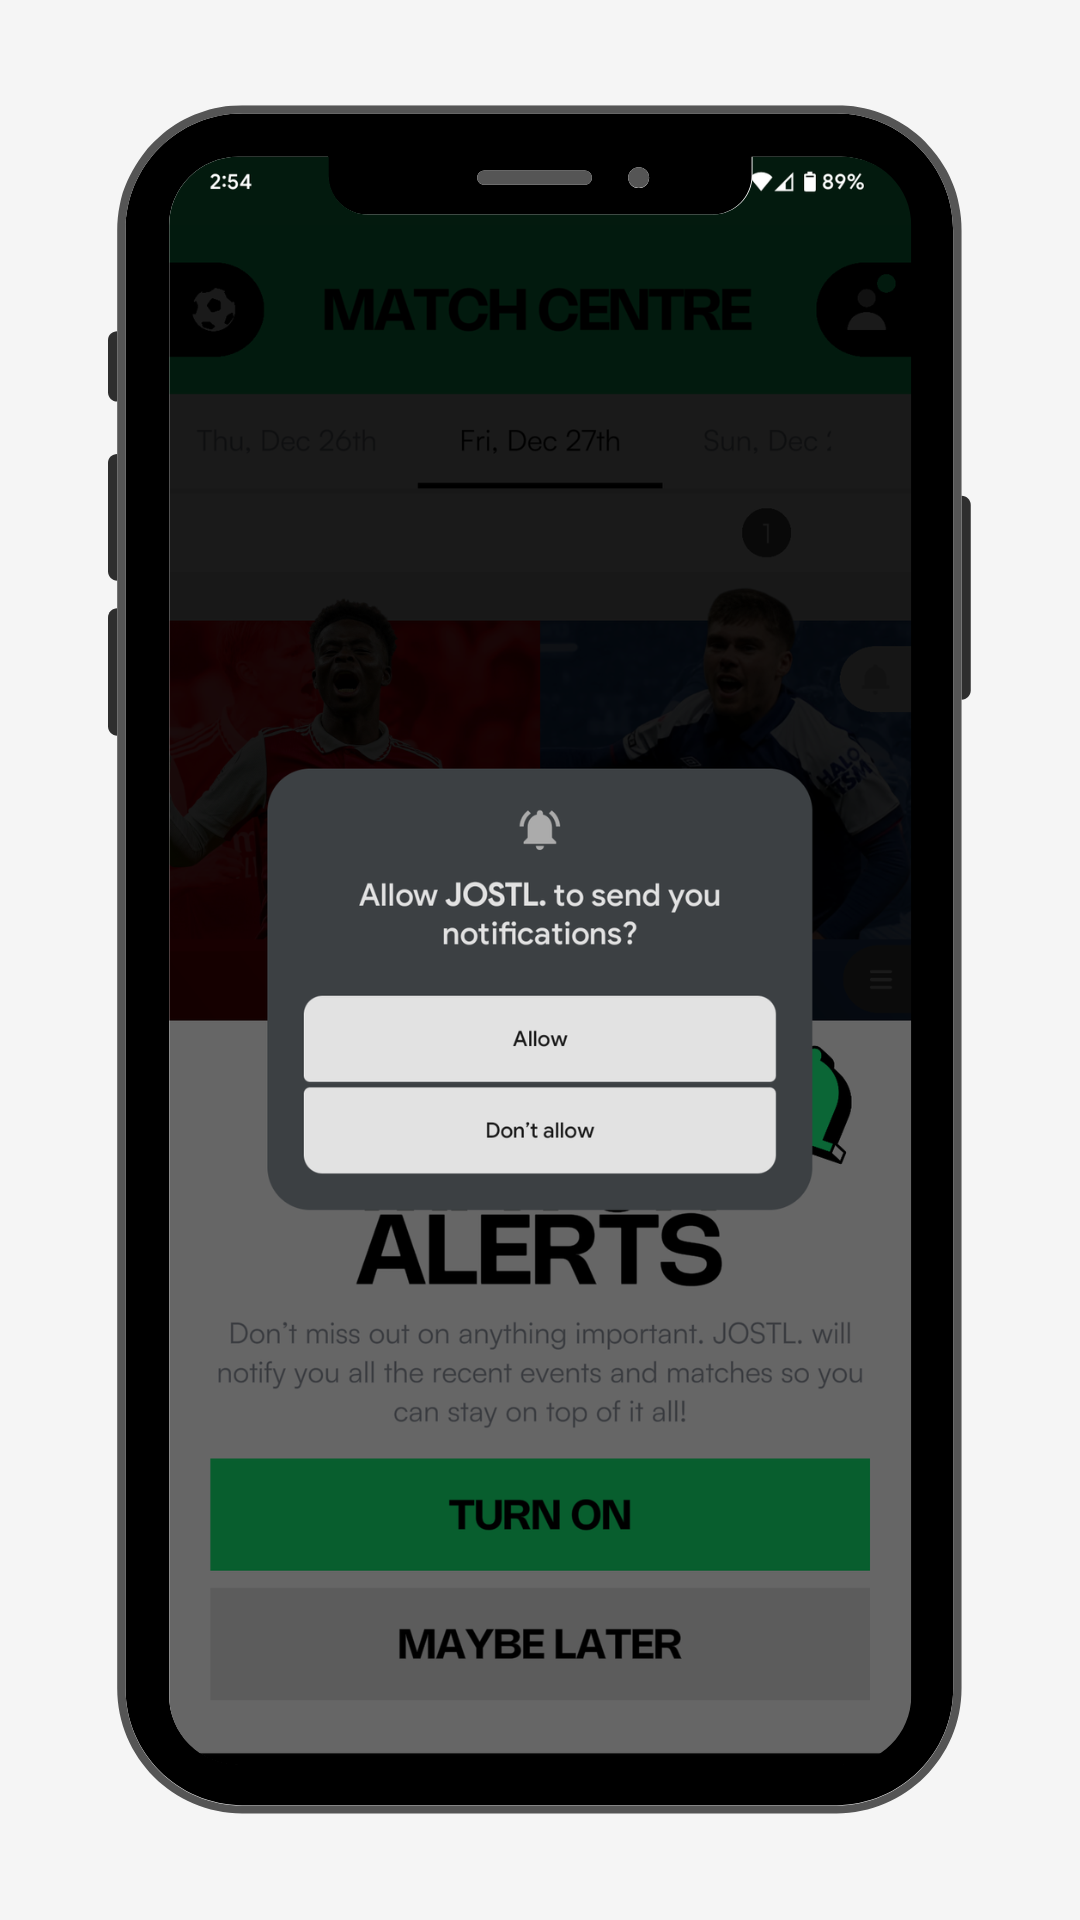 2:54
89%
MATCH CENTRE
Thu, Dec 26th
Fri, Dec 27th
Sun, Dec
1
HALO
ITSM
Allow JOSTL. to send you
notifications?
Allow
Don't allow
ALERTS
Don't miss out on anything important. JOSTL. will
notify you all the recent events and matches so you
can stay on top of it all!
TURN ON
MAYBE LATER